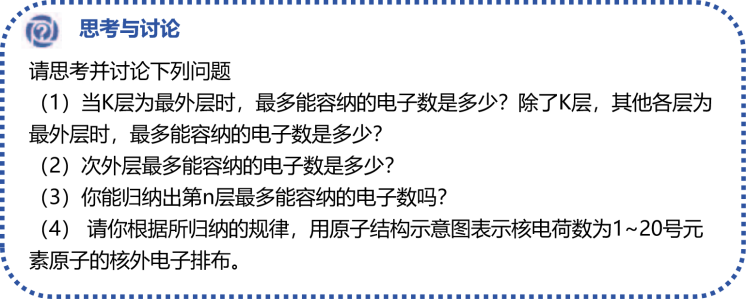 思考与讨论
请思考并讨论下列问题
（1）当K层为最外层时，最多能容纳的电子数是多少？除了K层，其他各层为
最外层时，最多能容纳的电子数是多少？
（2）次外层最多能容纳的电子数是多少？
（3）你能归纳出第n层最多能容纳的电子数吗？
（4） 请你根据所归纳的规律，用原子结构示意图表示核电荷数为1~20号元
素原子的核外电子排布。